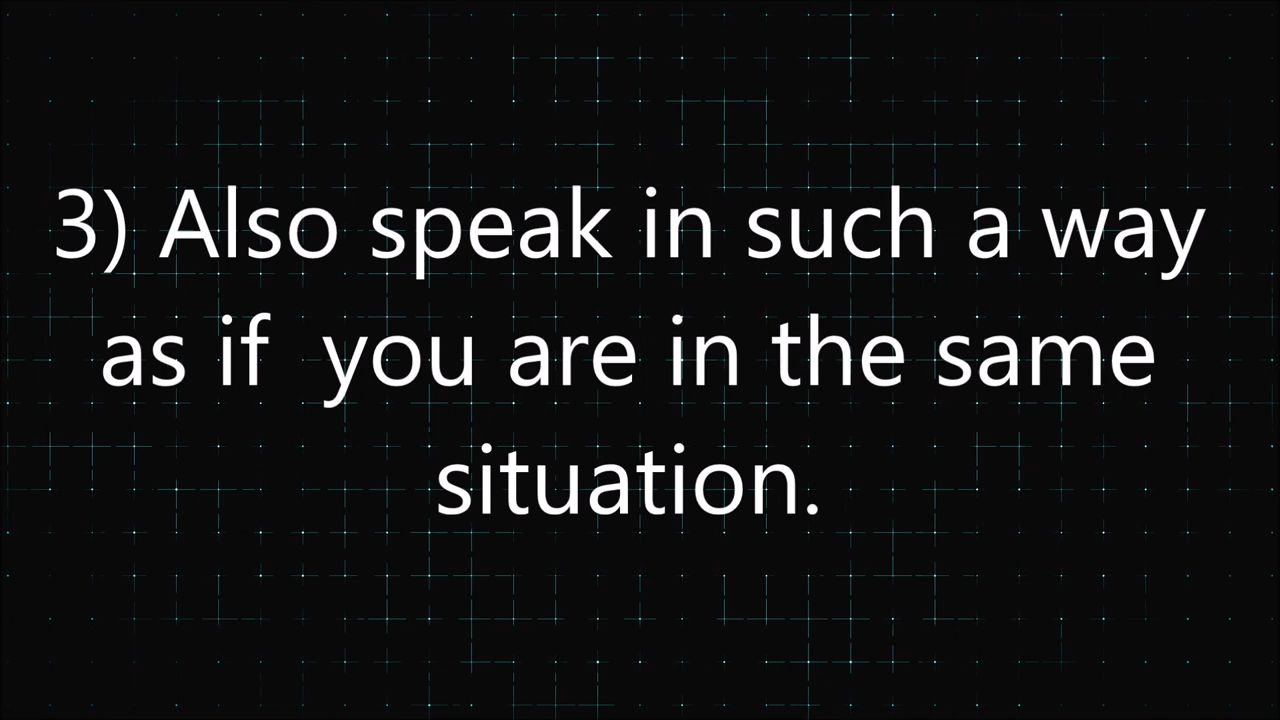 3) Also speak in such a way
as if  you are in the same
situation.